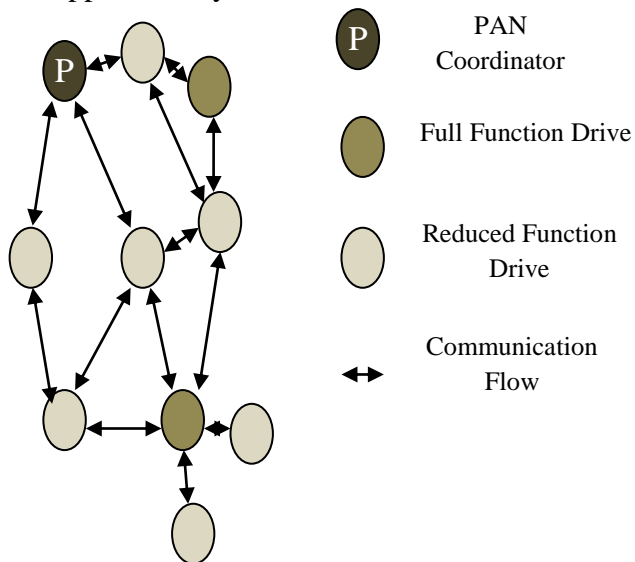 P
P
PAN
Coordinator
Full Function Drive
Reduced Function
Drive
Communication
Flow